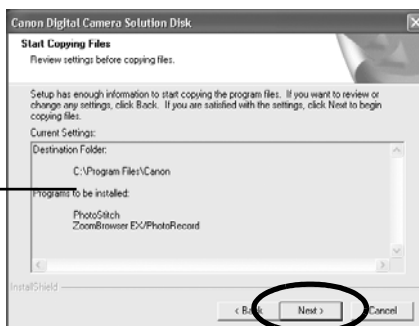 Canon Digital Camera Solution Disk
Start Copying Files
Review settings before copying files.
Setup has enough information to start copying the program files. If you want to review or
change any settings, click Back. If you are satisfied with the settings, click Next to begin
copying files.
Current Settings:
Destination Folder:
C:\Program Files\Canon
Programs to be installed:
PhotoStitch
ZoomBrowser EX/PhotoRecord
InstallShield
< Back Next > Cancel